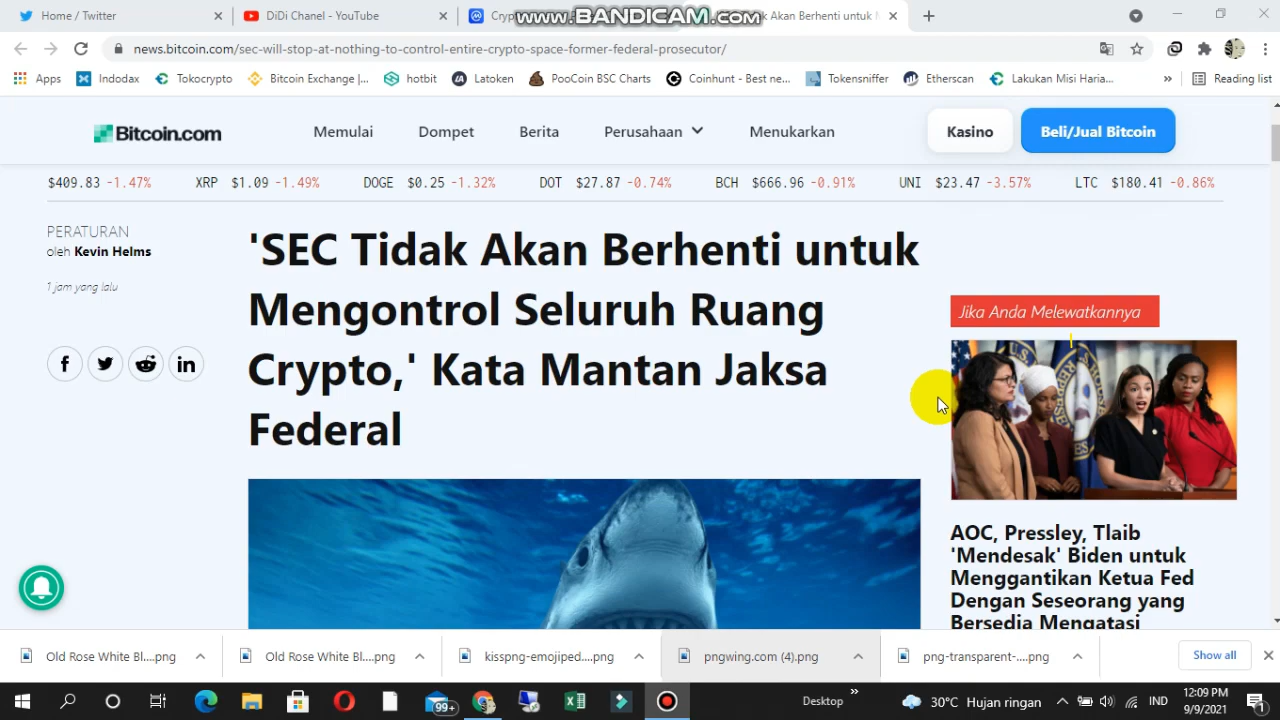 Home / Twitter
DiDi Chanel - YouTube
Cryp
www.BANDICAM.com
k Akan Berhenti untuk
news.bitcoin.com/sec-will-stop-at-nothing-to-control-entire-crypto-space-former-federal-prosecutor/
Apps
Indodax
Tokocrypto
Bitcoin Exchange |...
hotbit
Latoken
PooCoin BSC Charts
Coinhunt - Best ne...
Tokensniffer
Etherscan
Lakukan Misi Haria...
»
Reading list
Bitcoin.com
Memulai
Dompet
Berita
Perusahaan
Menukarkan
Kasino
Beli/Jual Bitcoin
$409.83 -1.47%
XRP $1.09 -1.49%
DOGE $0.25 -1.32%
DOT $27.87 -0.74%
BCH $666.96 -0.91%
UNI $23.47 -3.57%
LTC $180.41 -0.86%
PERATURAN
oleh Kevin Helms
1 jam yang lalu
'SEC Tidak Akan Berhenti untuk
Mengontrol Seluruh Ruang
Crypto,' Kata Mantan Jaksa
Federal
Jika Anda Melewatkannya
AOC, Pressley, Tlaib
'Mendesak' Biden untuk
Menggantikan Ketua Fed
Dengan Seseorang yang
Bersedia Mengatasi
Old Rose White Bl....png
Old Rose White Bl....png
kisspng-emojiped....png
pngwing.com (4).png
png-transparent-....png
Show all
99+
Desktop
»
30°C Hujan ringan
IND
12:09 PM
9/9/2021
1